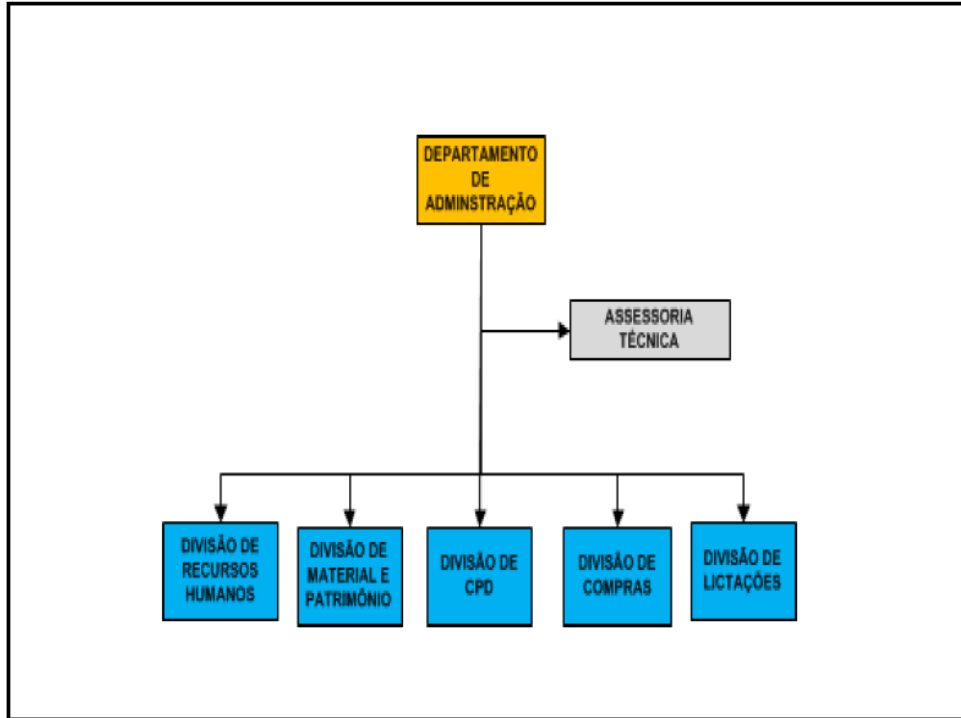 DEPARTAMENTO
DE
ADMINSTRAÇÃO
ASSESSORIA
TÉCNICA
DIVISÃO DE
RECURSOS
HUMANOS
DIVISÃO DE
MATERIAL E
PATRIMÔNIO
DIVISÃO DE
CPD
DIVISÃO DE
COMPRAS
DIVISÃO DE
LICTAÇÕES